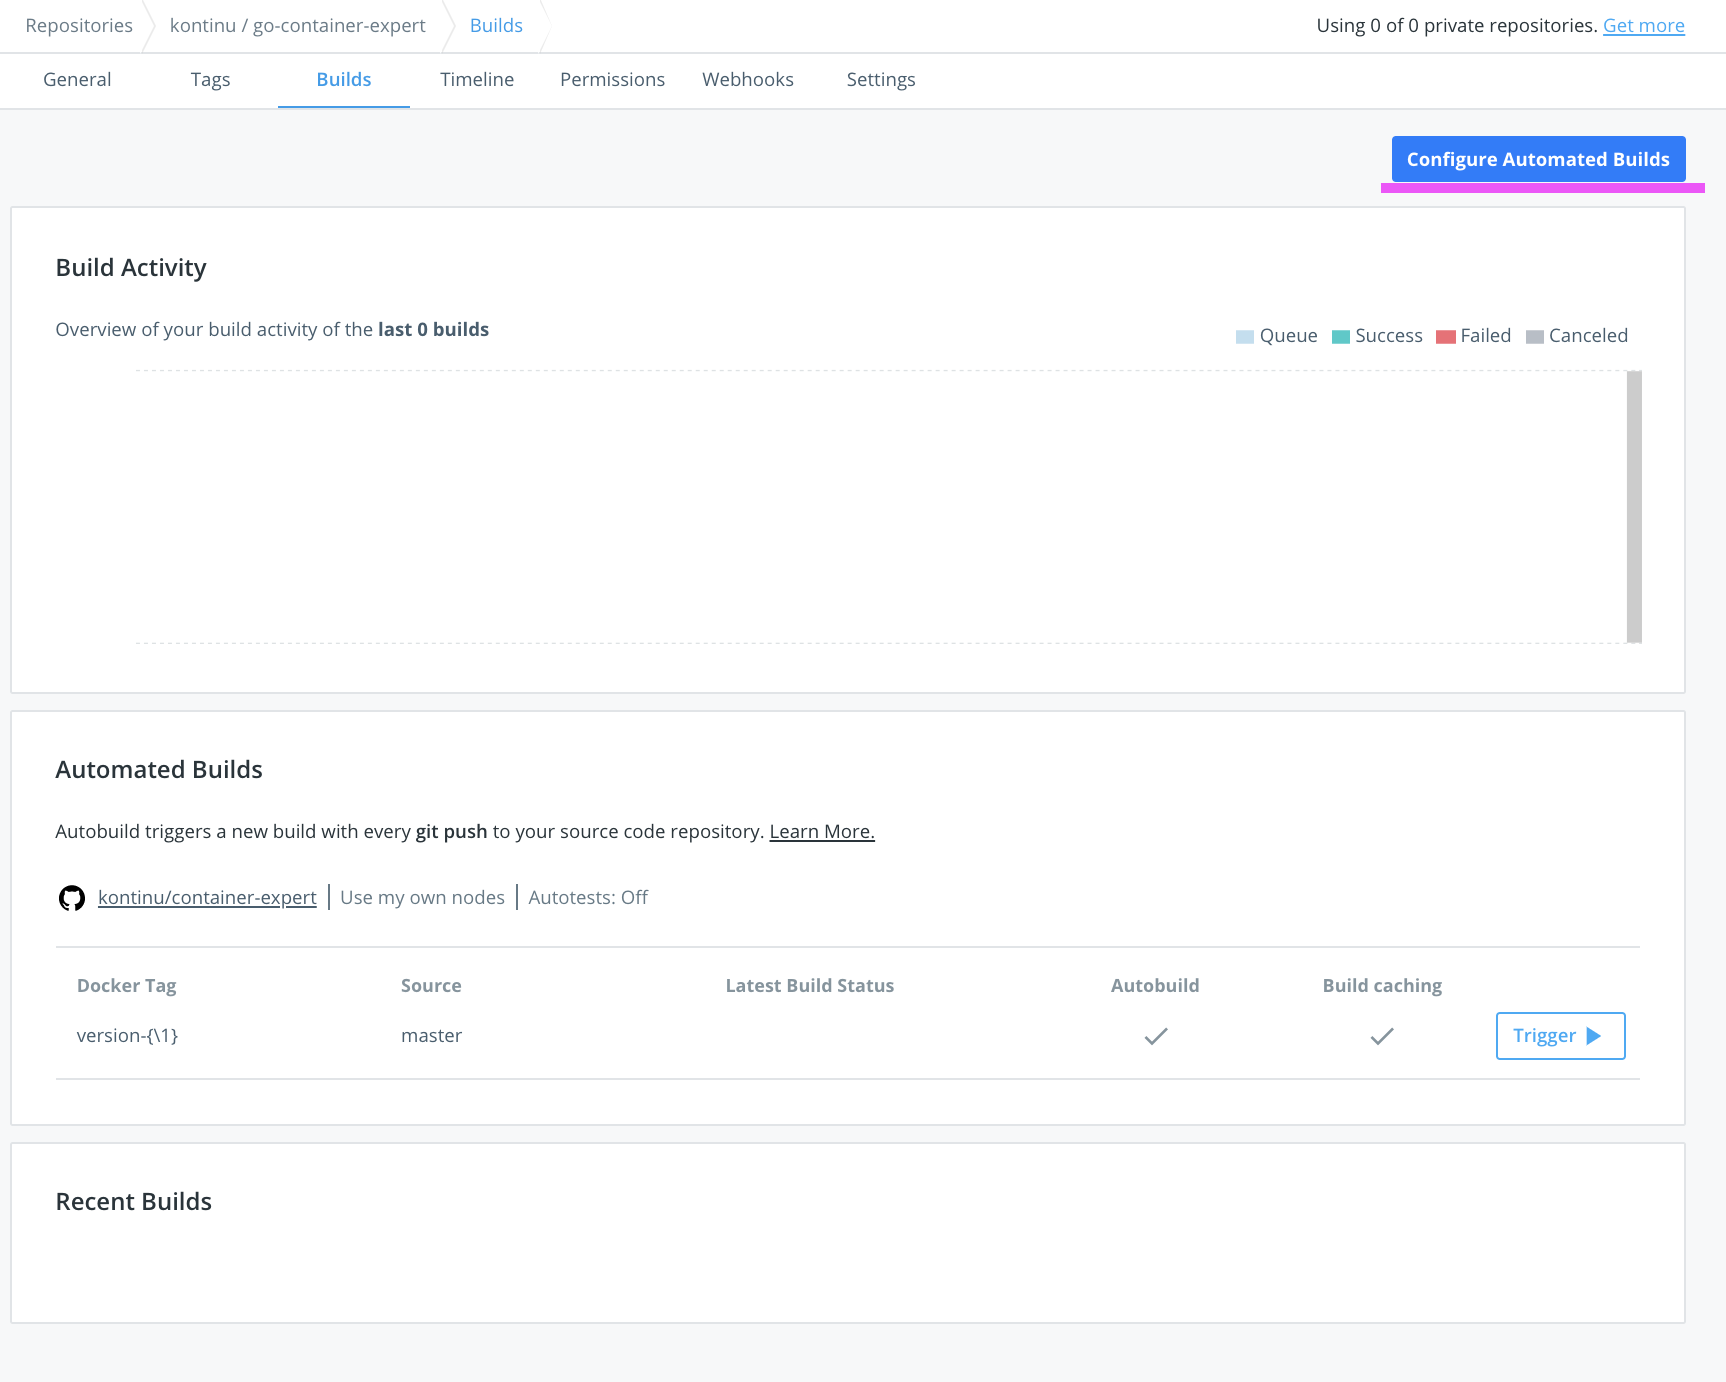 Repositories kontinu / go-container-expert Builds Using 0 of 0 private repositories. Get more
General Tags Builds Timeline Permissions Webhooks Settings
Configure Automated Builds
Build Activity
Overview of your build activity of the last 0 builds
Queue Success Failed Canceled
Automated Builds
Autobuild triggers a new build with every git push to your source code repository. Learn More.
kontinu/container-expert Use my own nodes Autotests: Off
Docker Tag Source Latest Build Status Autobuild Build caching
version-{\1} master Trigger
Recent Builds